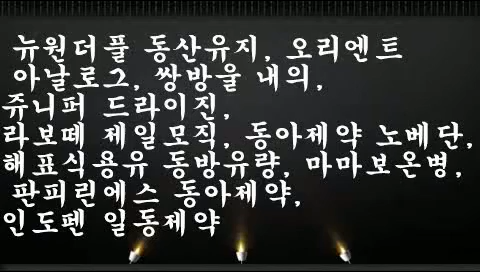 뉴원더풀 동산유지, 오리엔트
아날로그, 쌍방울 내의,
쥬니퍼 드라이진,
라보떼 제일모직, 동아제약 노베단,
해표식용유 동방유량, 마마보온병,
판피린에스 동아제약,
인도펜 일동제약